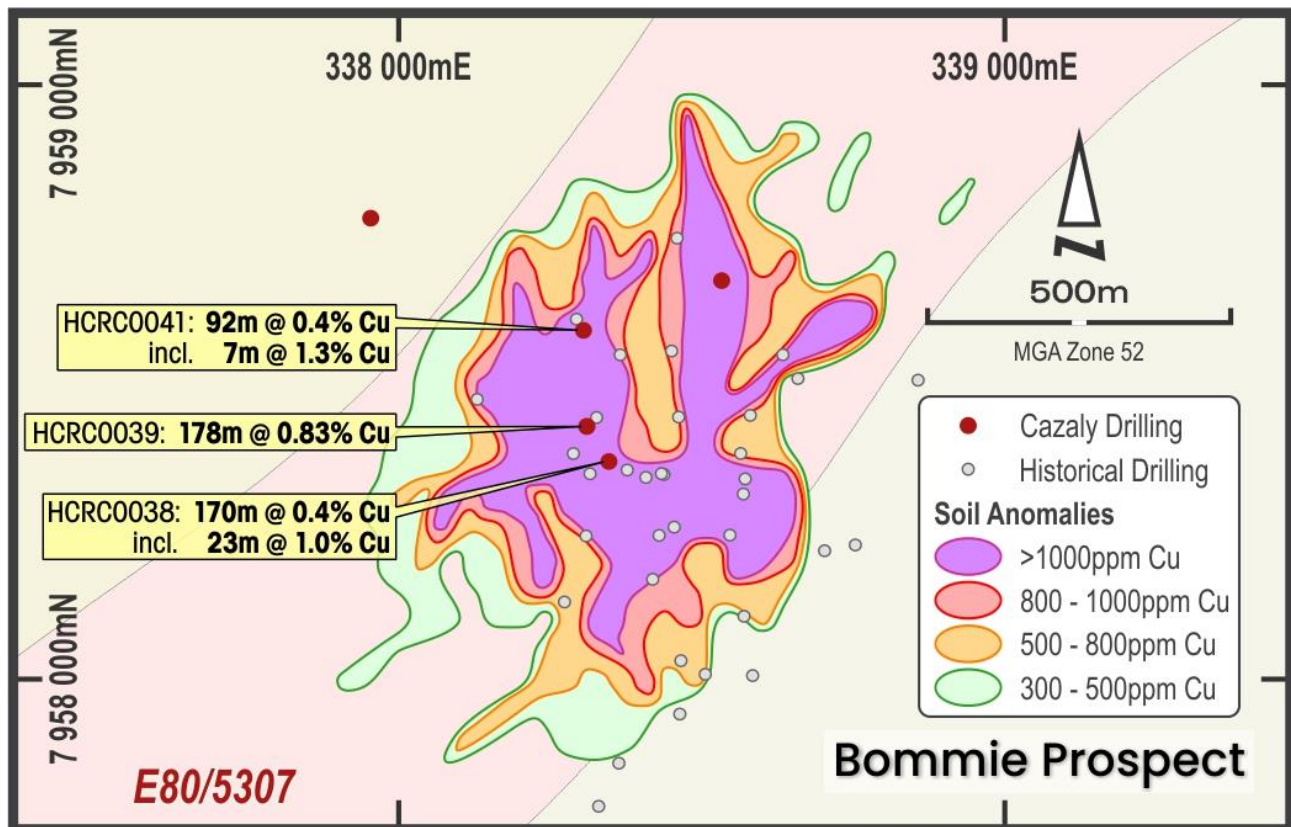 338 000mE
339 000mE
7 959 000mN
N
500m
MGA Zone 52
HCRC0041: 92m @ 0.4% Cu
incl. 7m @ 1.3% Cu
HCRC0039: 178m @ 0.83% Cu
HCRC0038: 170m @ 0.4% Cu
incl. 23m @ 1.0% Cu
Cazaly Drilling
Historical Drilling
Soil Anomalies
>1000ppm Cu
800 - 1000ppm Cu
500 - 800ppm Cu
300 - 500ppm Cu
7 958 000mN
Bommie Prospect
E80/5307